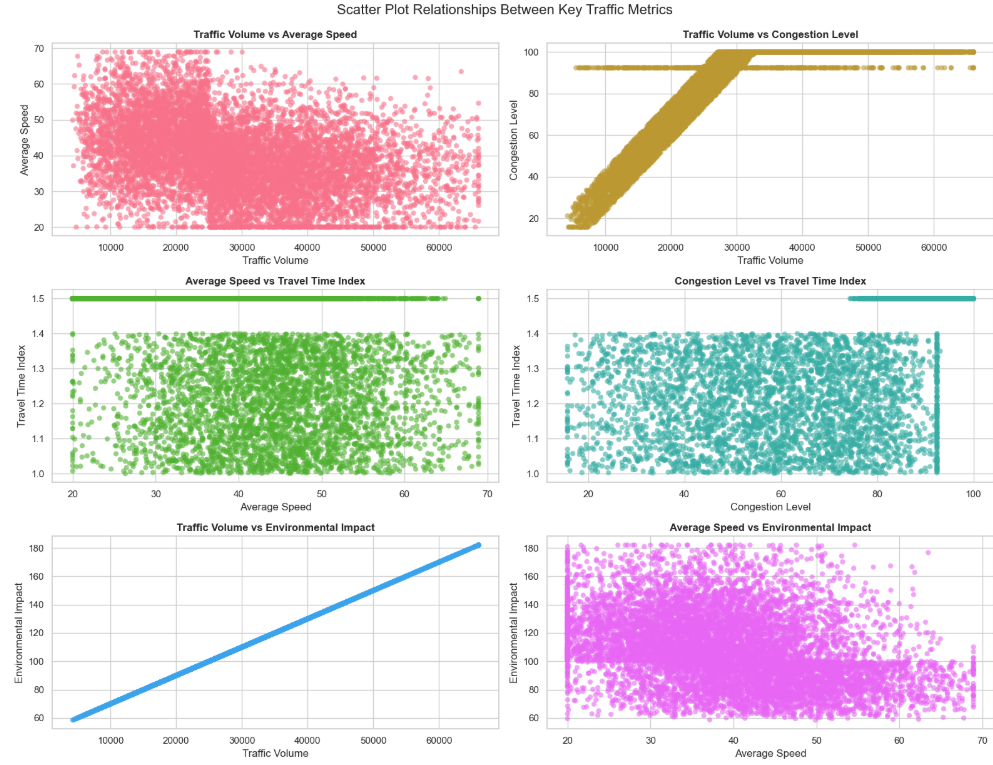 Scatter Plot Relationships Between Key Traffic Metrics
Traffic Volume vs Average Speed
70
60
50
40
30
20
Average Speed
10000 20000 30000 40000 50000 60000
Traffic Volume
Traffic Volume vs Congestion Level
100
80
60
40
20
Congestion Level
10000 20000 30000 40000 50000 60000
Traffic Volume
Average Speed vs Travel Time Index
1.5
1.4
1.3
1.2
1.1
1.0
Travel Time Index
20 30 40 50 60 70
Average Speed
Congestion Level vs Travel Time Index
1.5
1.4
1.3
1.2
1.1
1.0
Travel Time Index
20 40 60 80 100
Congestion Level
Traffic Volume vs Environmental Impact
180
160
140
120
100
80
60
Environmental Impact
10000 20000 30000 40000 50000 60000
Traffic Volume
Average Speed vs Environmental Impact
180
160
140
120
100
80
60
Environmental Impact
20 30 40 50 60 70
Average Speed